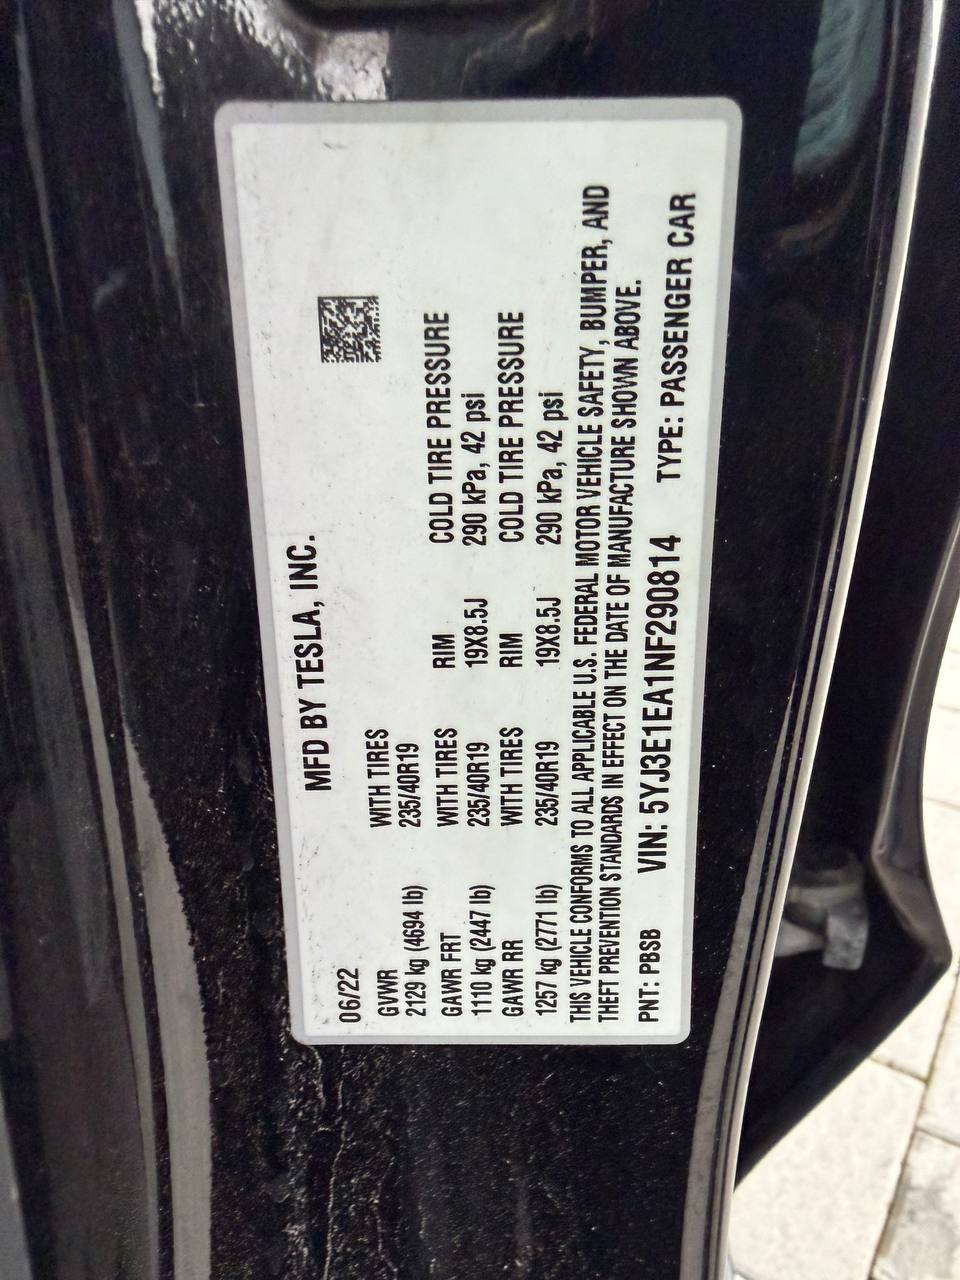 MFD BY TESLA, INC.
06/22
GVWR WITH TIRES
2129 kg (4694 lb) 235/40R19
GAWR FRT WITH TIRES RIM COLD TIRE PRESSURE
1110 kg (2447 lb) 235/40R19 19X8.5J 290 kPa, 42 psi
GAWR RR WITH TIRES RIM COLD TIRE PRESSURE
1257 kg (2771 lb) 235/40R19 19X8.5J 290 kPa, 42 psi
THIS VEHICLE CONFORMS TO ALL APPLICABLE U.S. FEDERAL MOTOR VEHICLE SAFETY, BUMPER, AND
THEFT PREVENTION STANDARDS IN EFFECT ON THE DATE OF MANUFACTURE SHOWN ABOVE.
PNT: PBSB VIN: 5YJ3E1EA1NF290814 TYPE: PASSENGER CAR